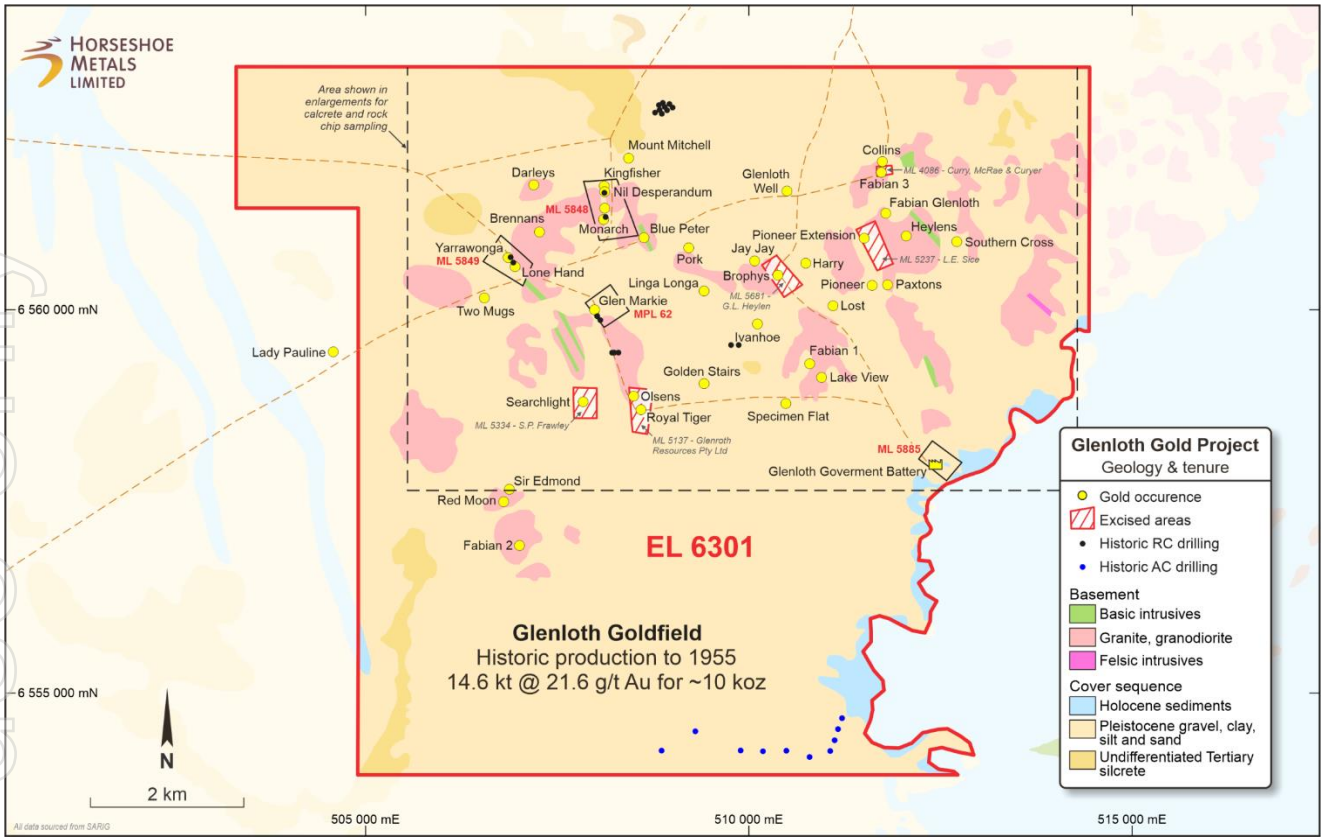 HORSESHOE
METALS
LIMITED
Area shown in
enlargements for
calcrete and rock
chip sampling
Mount Mitchell
Collins
Kingfisher
ML 4086 - Curry, McRae & Curyer
Darleys
Glenloth
Well
Fabian 3
Nil Desperandum
ML 5848
Fabian Glenloth
Brennans
Monarch
Blue Peter
Pioneer Extension
Heylens
Southern Cross
Yarrawonga
ML 5849
Pork
Jay Jay
ML 5237 - L.E. Sice
Lone Hand
Brophys
Harry
Linga Longa
Pioneer
Paxtons
ML 5681 -
G.L. Heylen
Glen Markie
MPL 62
Two Mugs
Lost
6 560 000 mN
Ivanhoe
Lady Pauline
Fabian 1
Golden Stairs
Lake View
Searchlight
Olsens
Royal Tiger
Specimen Flat
ML 5334 - S.P. Frawley
ML 5137 - Glenroth
Resources Pty Ltd
ML 5885
Glenloth Goverment Battery
Sir Edmond
Red Moon
Fabian 2
EL 6301
Glenloth Goldfield
Historic production to 1955
14.6 kt @ 21.6 g/t Au for ~10 koz
6 555 000 mN
N
2 km
505 000 mE
510 000 mE
515 000 mE
All data sourced from SARIG
Glenloth Gold Project
Geology & tenure
Gold occurence
Excised areas
Historic RC drilling
Historic AC drilling
Basement
Basic intrusives
Granite, granodiorite
Felsic intrusives
Cover sequence
Holocene sediments
Pleistocene gravel, clay,
silt and sand
Undifferentiated Tertiary
silcrete